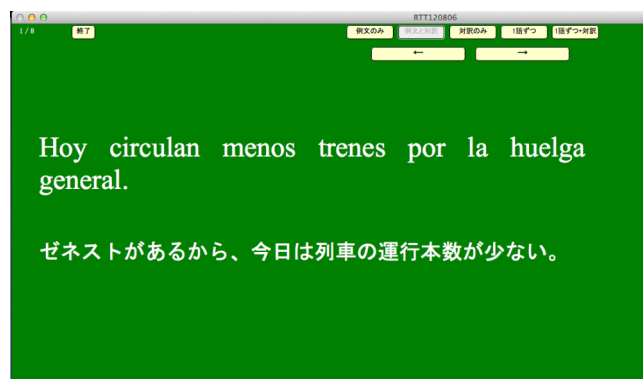 RTT120806
1/8
終了
例文のみ
例文と対訳
対訳のみ
1語ずつ
1語ずつ+対訳
←
→
Hoy circulan menos trenes por la huelga
general.
ゼネストがあるから、今日は列車の運行本数が少ない。